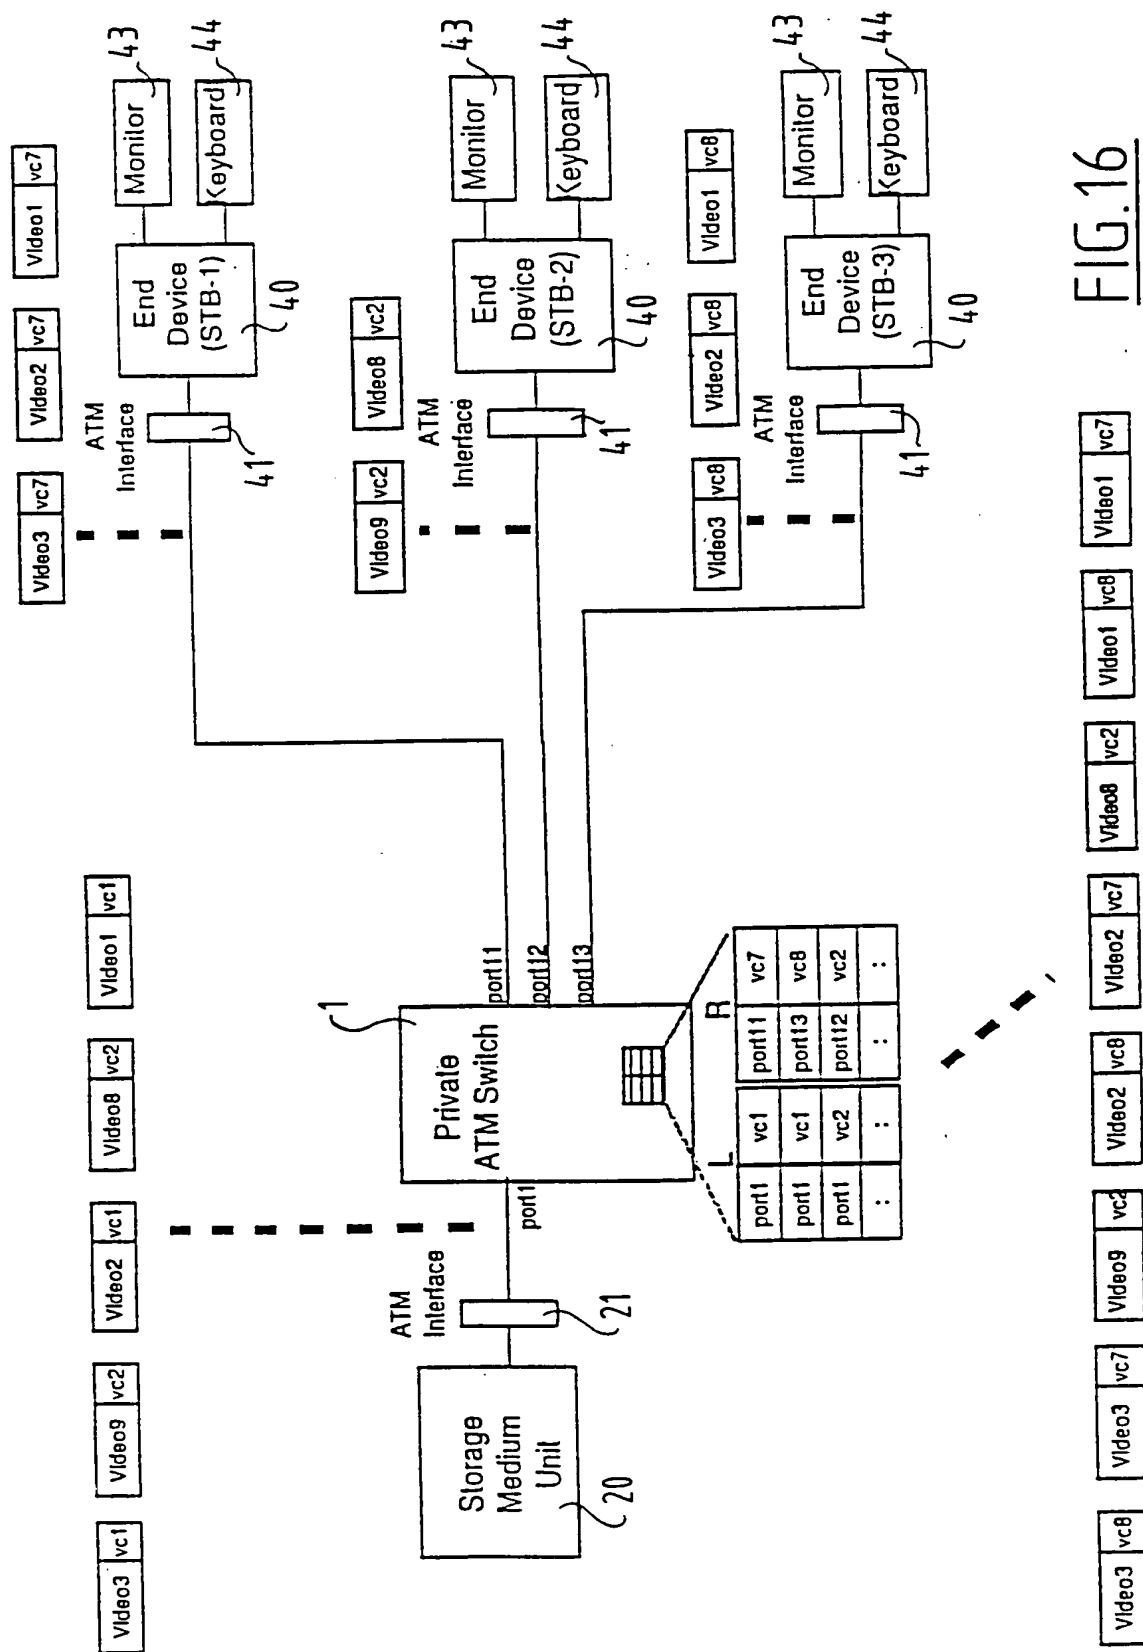 Video3 vc1
Video9 vc2
Video2 vc1
Video8 vc2
Video1 vc1
Video3 vc7
Video2 vc7
Video1 vc7
Storage
Medium
Unit
20
ATM
Interface
21
port1
Private
ATM Switch
1
port11
port12
port13
L
R
port1 vc1 port11 vc7
port1 vc1 port13 vc8
port1 vc2 port12 vc2
: : : :
ATM
Interface
41
End
Device
(STB-1)
40
Monitor
43
Keyboard
44
Video9 vc2
Video8 vc2
ATM
Interface
41
End
Device
(STB-2)
40
Monitor
43
Keyboard
44
Video3 vc8
Video2 vc8
Video1 vc8
ATM
Interface
41
End
Device
(STB-3)
40
Monitor
43
Keyboard
44
Video3 vc8
Video3 vc7
Video9 vc2
Video2 vc8
Video2 vc7
Video8 vc2
Video1 vc8
Video1 vc7
FIG.16